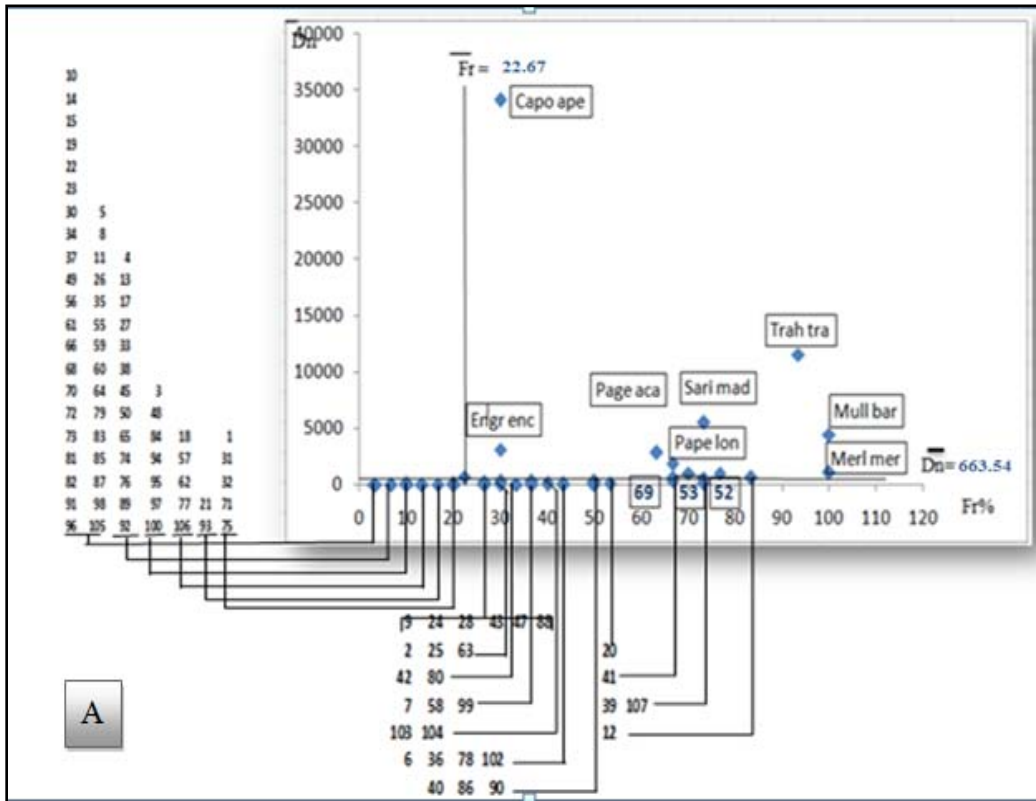 40000
Dn
Fr = 22.67
35000
Capo ape
30000
25000
20000
15000
Trah tra
10000
Page aca Sari mad
5000
Engr enc
Pape lon
Mull bar
Merl mer
Dn= 663.54
0
69 53 52
Fr%
0 10 20 30 40 50 60 70 80 90 100 110 120
10
14
15
19
22
23
30 5
34 8
37 11 4
49 26 13
56 35 17
61 55 27
66 59 33
68 60 38
70 64 45 3
72 79 50 48
73 83 65 84 18 1
81 85 74 94 57 31
82 87 76 95 62 32
91 98 89 97 77 21 71
96 105 92 100 106 93 75
9 24 28 43 47 88
2 25 63 20
42 80 41
7 58 99 39 107
103 104 12
6 36 78 102
40 86 90
A